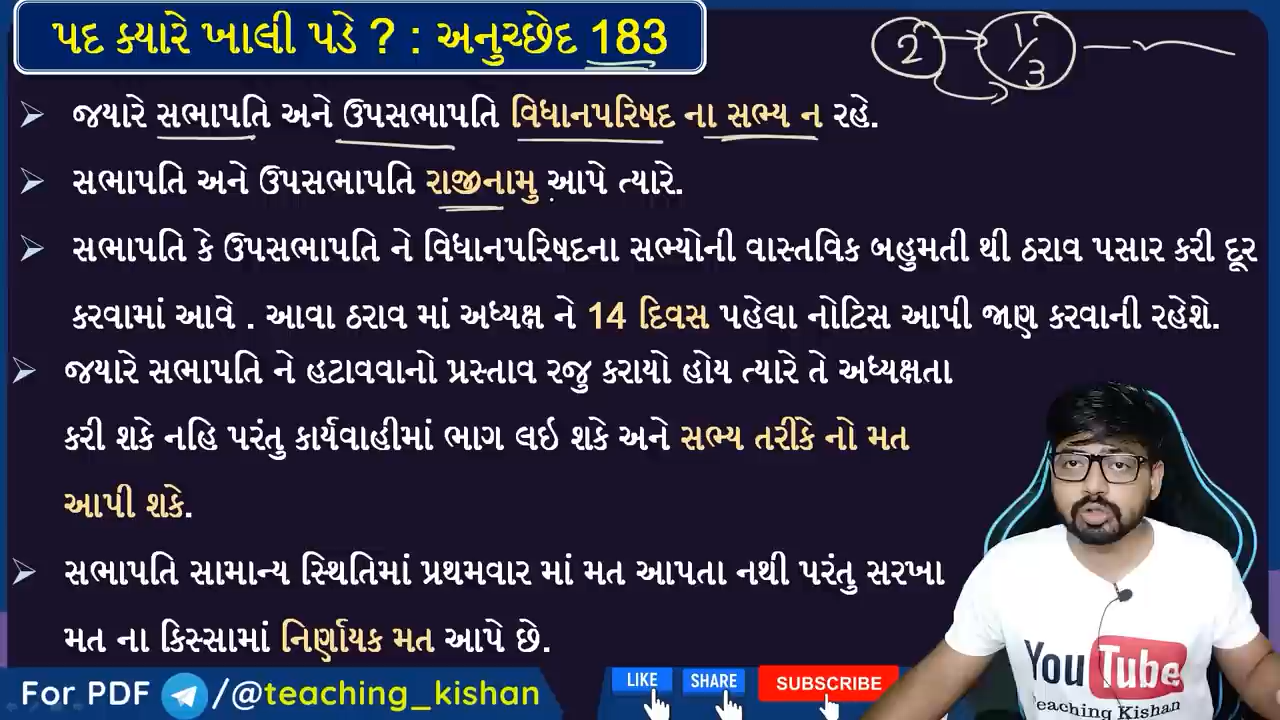 પદ ક્યારે ખાલી પડે ? : અનુચ્છેદ 183
2 1/3
➢ જયારે સભાપતિ અને ઉપસભાપતિ વિધાનપરિષદ ના સભ્ય ન રહે.
➢ સભાપતિ અને ઉપસભાપતિ રાજીનામુ આપે ત્યારે.
➢ સભાપતિ કે ઉપસભાપતિ ને વિધાનપરિષદના સભ્યોની વાસ્તવિક બહુમતી થી ઠરાવ પસાર કરી દૂર
કરવામાં આવે . આવા ઠરાવ માં અધ્યક્ષ ને 14 દિવસ પહેલા નોટિસ આપી જાણ કરવાની રહેશે.
➢ જયારે સભાપતિ ને હટાવવાનો પ્રસ્તાવ રજુ કરાયો હોય ત્યારે તે અધ્યક્ષતા
કરી શકે નહિ પરંતુ કાર્યવાહીમાં ભાગ લઇ શકે અને સભ્ય તરીકે નો મત
આપી શકે.
➢ સભાપતિ સામાન્ય સ્થિતિમાં પ્રથમવાર માં મત આપતા નથી પરંતુ સરખા
મત ના કિસ્સામાં નિર્ણાયક મત આપે છે.
YouTube
Teaching Kishan
For PDF /@teaching_kishan
LIKE SHARE SUBSCRIBE